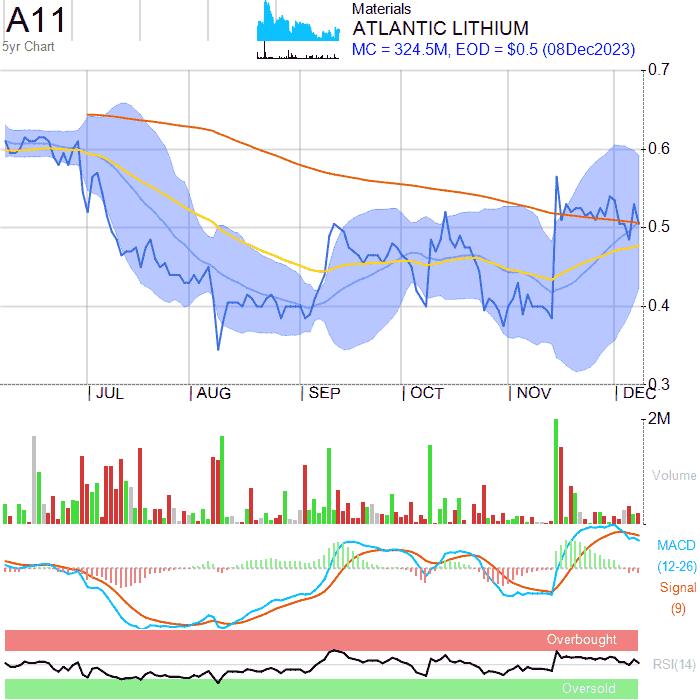 A11
5yr Chart
Materials
ATLANTIC LITHIUM
MC = 324.5M, EOD = $0.5 (08Dec2023)
0.7
0.6
0.5
0.4
0.3
JUL AUG SEP OCT NOV DEC
2M
Volume
MACD
(12-26)
Signal
(9)
Overbought
RSI(14)
Oversold